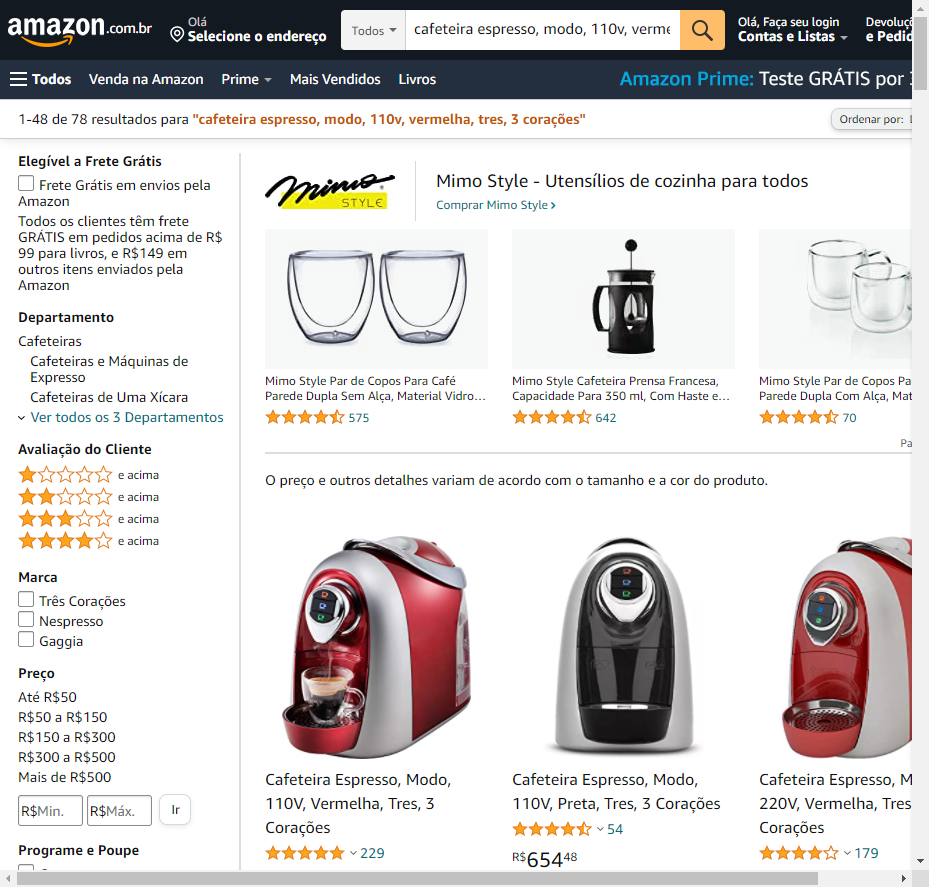 amazon.com.br
Olá
Selecione o endereço
Todos
cafeteira espresso, modo, 110v, verme
Olá, Faça seu login
Contas e Listas
Todos
Venda na Amazon
Prime
Mais Vendidos
Livros
Amazon Prime: Teste GRÁTIS por
1-48 de 78 resultados para "cafeteira espresso, modo, 110v, vermelha, tres, 3 corações"
Ordenar por:
Elegível a Frete Grátis
Frete Grátis em envios pela
Amazon
Todos os clientes têm frete
GRÁTIS em pedidos acima de R$
99 para livros, e R$149 em
outros itens enviados pela
Amazon
Departamento
Cafeteiras
Cafeteiras e Máquinas de
Expresso
Cafeteiras de Uma Xícara
Ver todos os 3 Departamentos
Avaliação do Cliente
e acima
e acima
e acima
e acima
Marca
Três Corações
Nespresso
Gaggia
Preço
Até R$50
R$50 a R$150
R$150 a R$300
R$300 a R$500
Mais de R$500
R$ Min.
R$ Máx.
Ir
Programe e Poupe
mimo
STYLE
Mimo Style - Utensílios de cozinha para todos
Comprar Mimo Style ›
Mimo Style Par de Copos Para Café
Parede Dupla Sem Alça, Material Vidro…
575
Mimo Style Cafeteira Prensa Francesa,
Capacidade Para 350 ml, Com Haste e…
642
Mimo Style Par de Copos Pa
Parede Dupla Com Alça, Mat
70
O preço e outros detalhes variam de acordo com o tamanho e a cor do produto.
Cafeteira Espresso, Modo,
110V, Vermelha, Tres, 3
Corações
229
Cafeteira Espresso, Modo,
110V, Preta, Tres, 3 Corações
54
R$65448
Cafeteira Espresso, M
220V, Vermelha, Tres
Corações
179